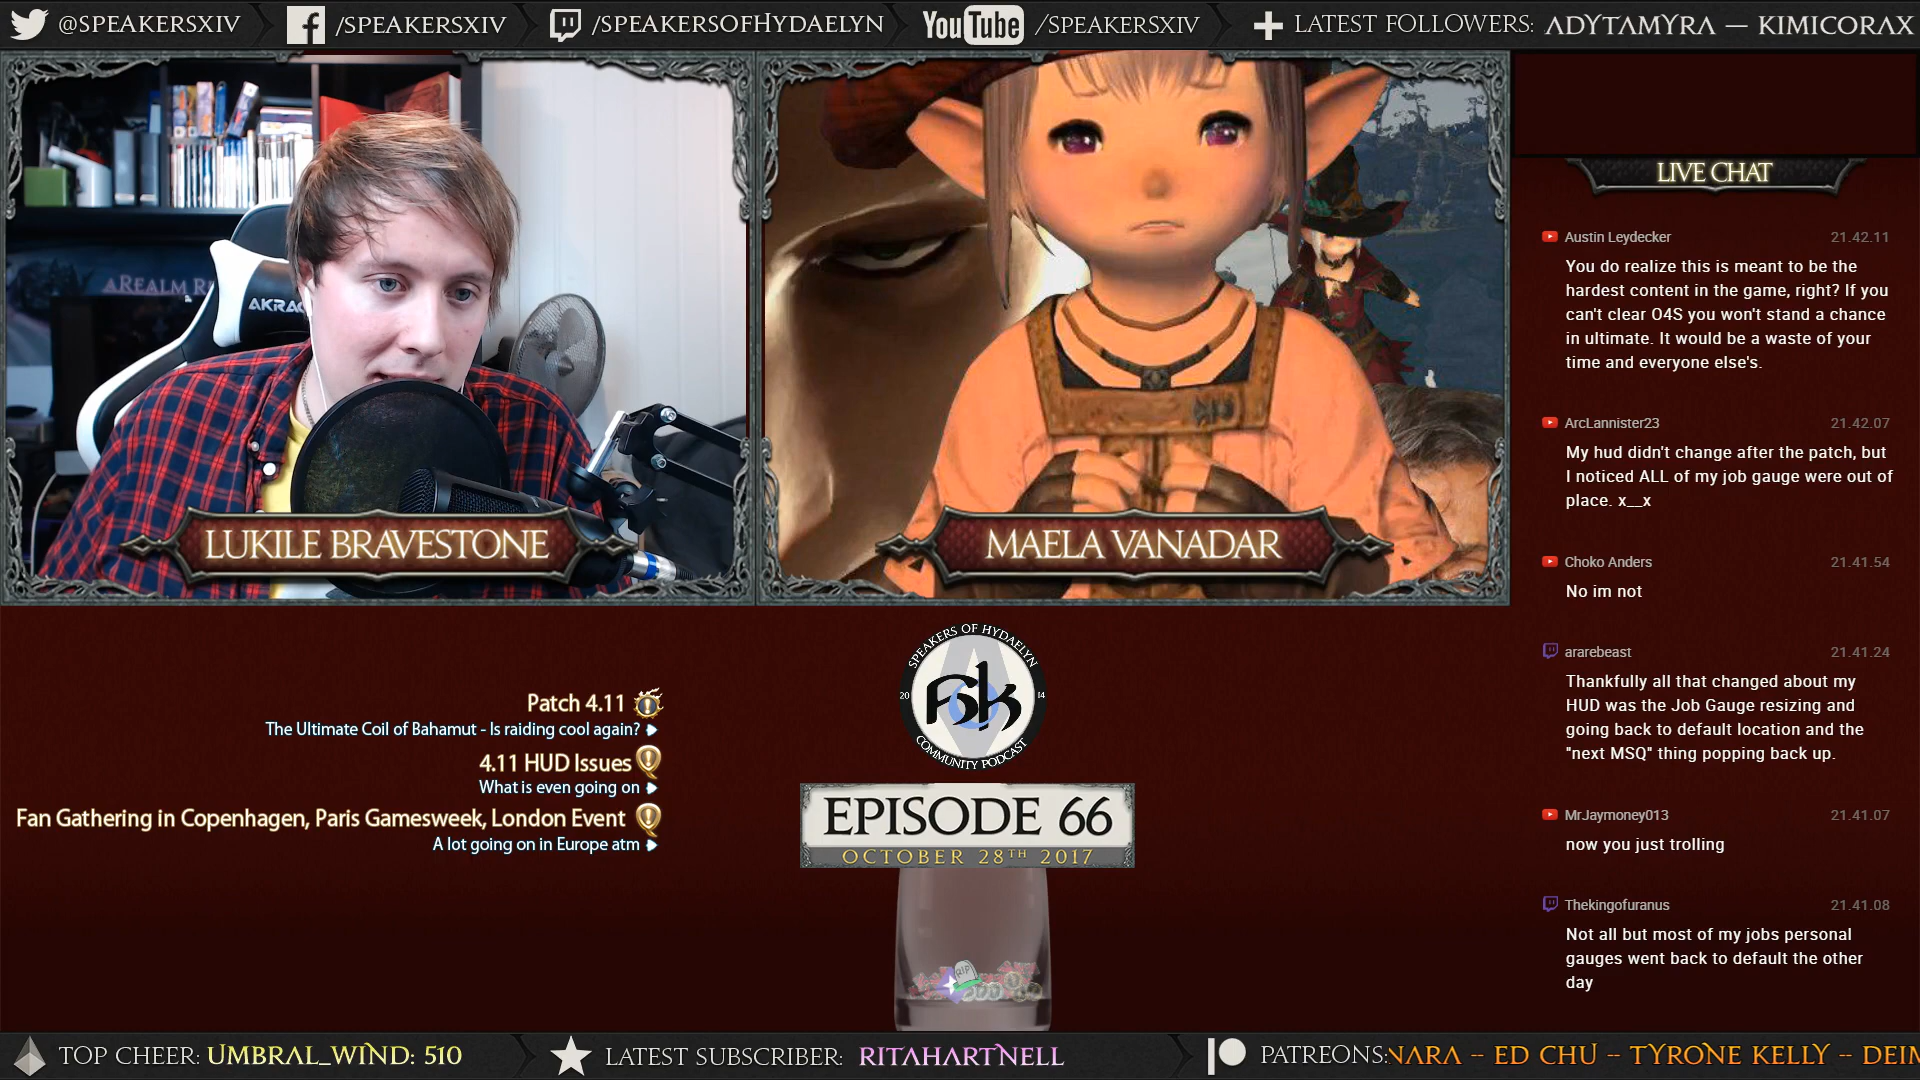 @SPEAKERSXIV
/SPEAKERSXIV
/SPEAKERSOFHYDAELYN
YouTube /SPEAKERSXIV
LATEST FOLLOWERS: ADYTAMYRA — KIMICORAX
AKRAC
AREALM R
LUKILE BRAVESTONE
MAELA VANADAR
LIVE CHAT
Austin Leydecker 21.42.11
You do realize this is meant to be the
hardest content in the game, right? If you
can't clear O4S you won't stand a chance
in ultimate. It would be a waste of your
time and everyone else's.
ArcLannister23 21.42.07
My hud didn't change after the patch, but
I noticed ALL of my job gauge were out of
place. x__x
Choko Anders 21.41.54
No im not
ararebeast 21.41.24
Thankfully all that changed about my
HUD was the Job Gauge resizing and
going back to default location and the
"next MSQ" thing popping back up.
MrJaymoney013 21.41.07
now you just trolling
Thekingofuranus 21.41.08
Not all but most of my jobs personal
gauges went back to default the other
day
Patch 4.11
The Ultimate Coil of Bahamut - Is raiding cool again?
4.11 HUD Issues
What is even going on
Fan Gathering in Copenhagen, Paris Gamesweek, London Event
A lot going on in Europe atm
SPEAKERS OF HYDAELYN
20 14
COMMUNITY PODCAST
EPISODE 66
OCTOBER 28TH 2017
RIP
TOP CHEER: UMBRAL_WIND: 510
LATEST SUBSCRIBER: RITAHARTNELL
PATREONS: NARA -- ED CHU -- TYRONE KELLY -- DEIM